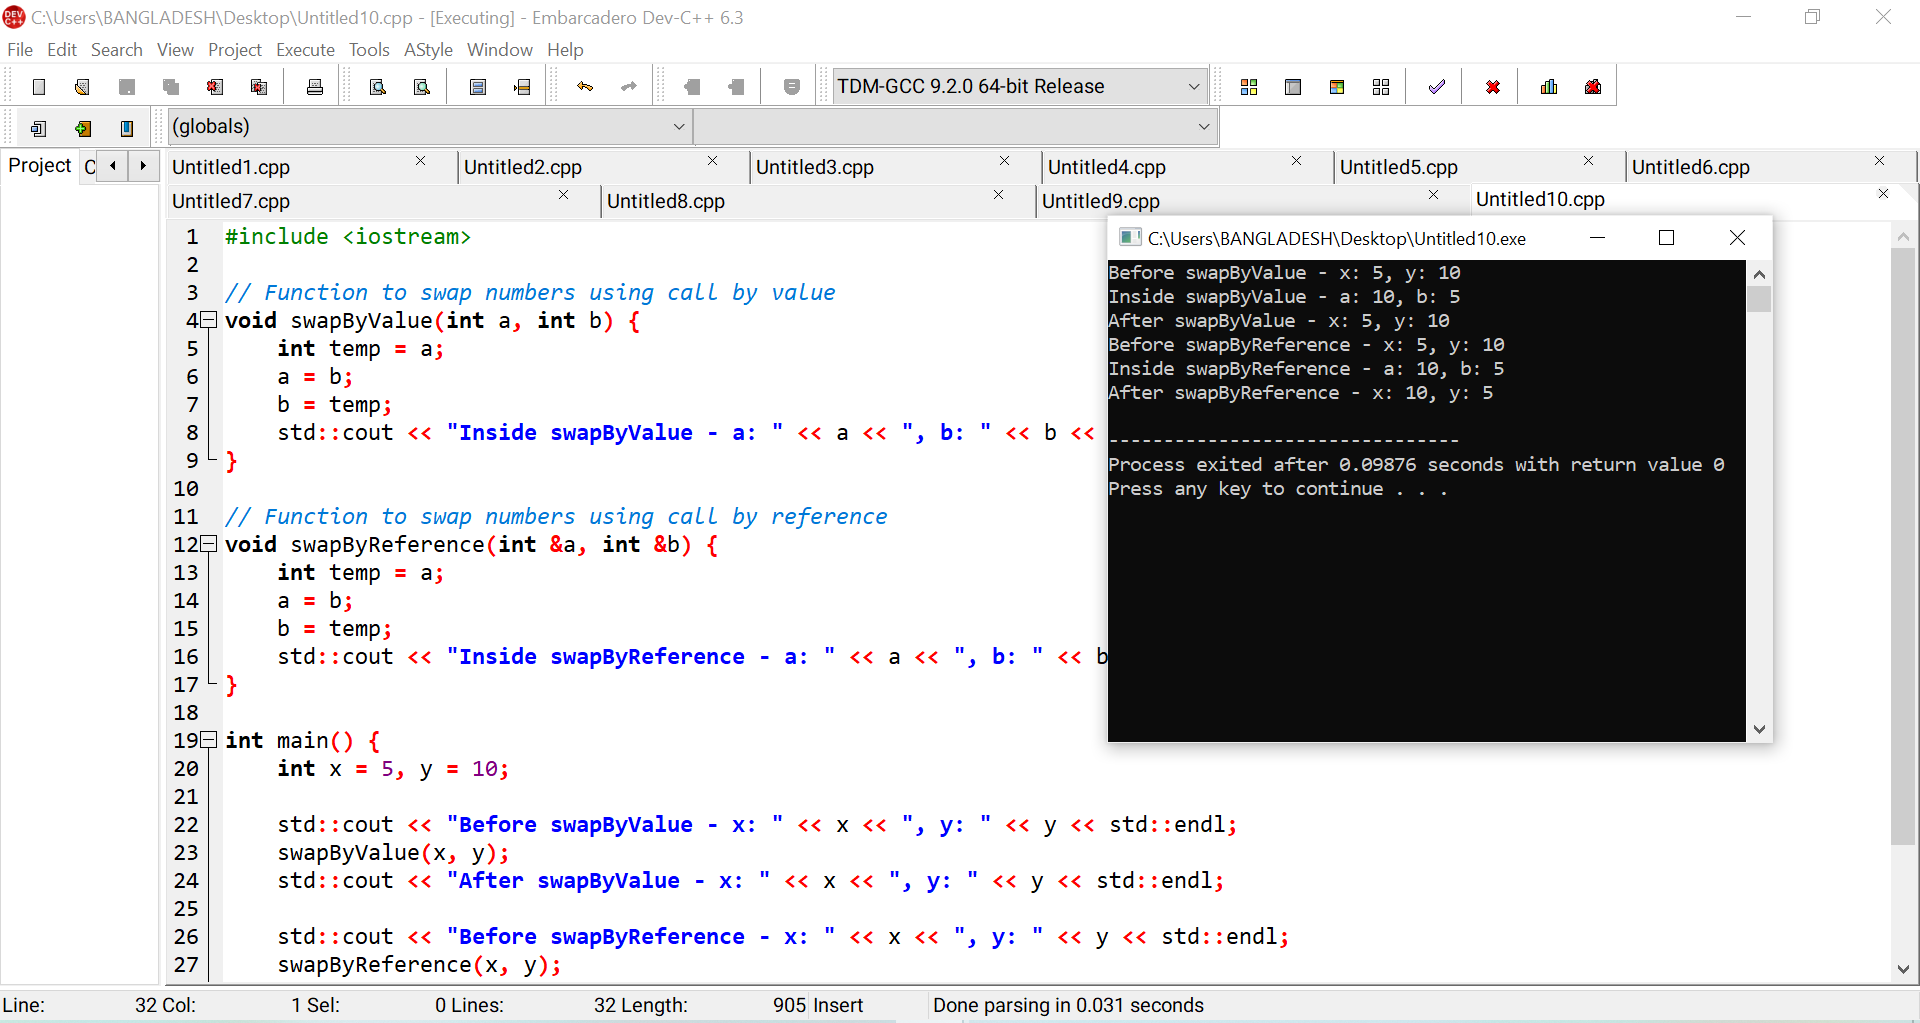 C:\Users\BANGLADESH\Desktop\Untitled10.cpp - [Executing] - Embarcadero Dev-C++ 6.3
File Edit Search View Project Execute Tools AStyle Window Help
TDM-GCC 9.2.0 64-bit Release
(globals)
Project C
Untitled1.cpp Untitled2.cpp Untitled3.cpp Untitled4.cpp Untitled5.cpp Untitled6.cpp
Untitled7.cpp Untitled8.cpp Untitled9.cpp Untitled10.cpp
1 #include <iostream>
2
3 // Function to swap numbers using call by value
4 void swapByValue(int a, int b) {
5 int temp = a;
6 a = b;
7 b = temp;
8 std::cout << "Inside swapByValue - a: " << a << ", b: " << b <<
9 }
10
11 // Function to swap numbers using call by reference
12 void swapByReference(int &a, int &b) {
13 int temp = a;
14 a = b;
15 b = temp;
16 std::cout << "Inside swapByReference - a: " << a << ", b: " << b
17 }
18
19 int main() {
20 int x = 5, y = 10;
21
22 std::cout << "Before swapByValue - x: " << x << ", y: " << y << std::endl;
23 swapByValue(x, y);
24 std::cout << "After swapByValue - x: " << x << ", y: " << y << std::endl;
25
26 std::cout << "Before swapByReference - x: " << x << ", y: " << y << std::endl;
27 swapByReference(x, y);
C:\Users\BANGLADESH\Desktop\Untitled10.exe
Before swapByValue - x: 5, y: 10
Inside swapByValue - a: 10, b: 5
After swapByValue - x: 5, y: 10
Before swapByReference - x: 5, y: 10
Inside swapByReference - a: 10, b: 5
After swapByReference - x: 10, y: 5
--------------------------------
Process exited after 0.09876 seconds with return value 0
Press any key to continue . . .
Line: 32 Col: 1 Sel: 0 Lines: 32 Length: 905 Insert Done parsing in 0.031 seconds